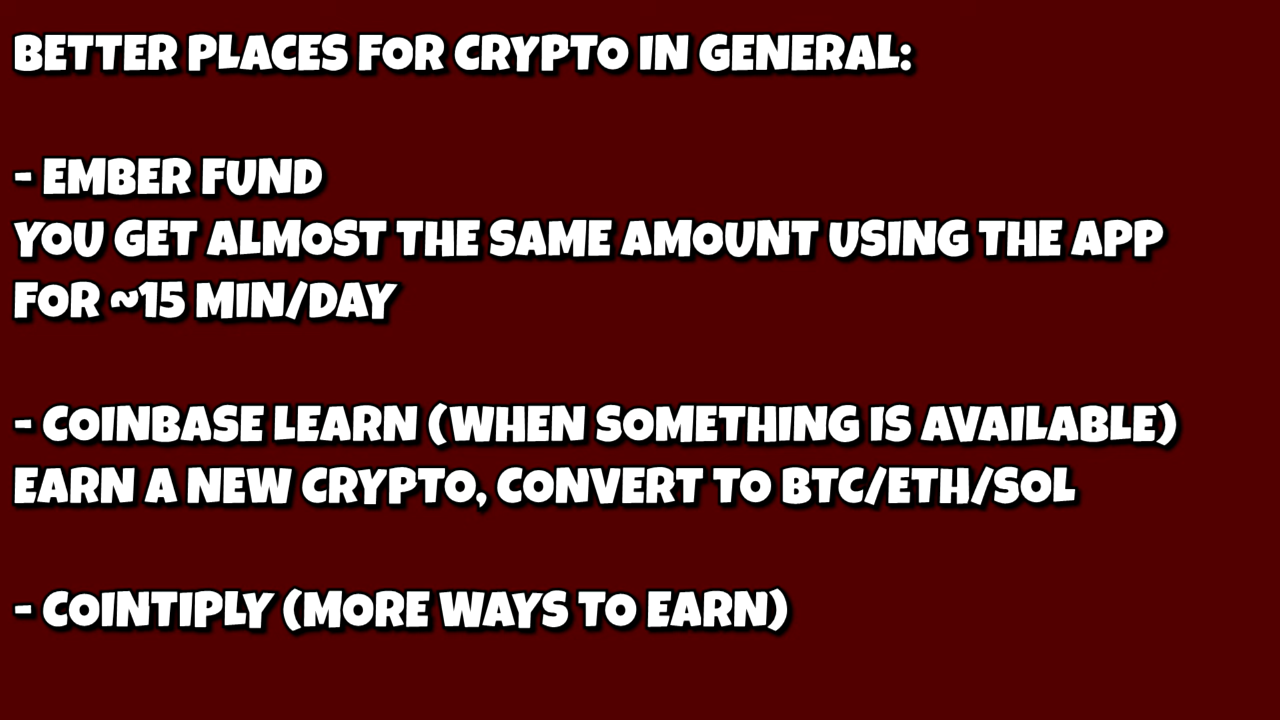 BETTER PLACES FOR CRYPTO IN GENERAL:
- EMBER FUND
YOU GET ALMOST THE SAME AMOUNT USING THE APP
FOR ~15 MIN/DAY
- COINBASE LEARN (WHEN SOMETHING IS AVAILABLE)
EARN A NEW CRYPTO, CONVERT TO BTC/ETH/SOL
- COINTIPLY (MORE WAYS TO EARN)